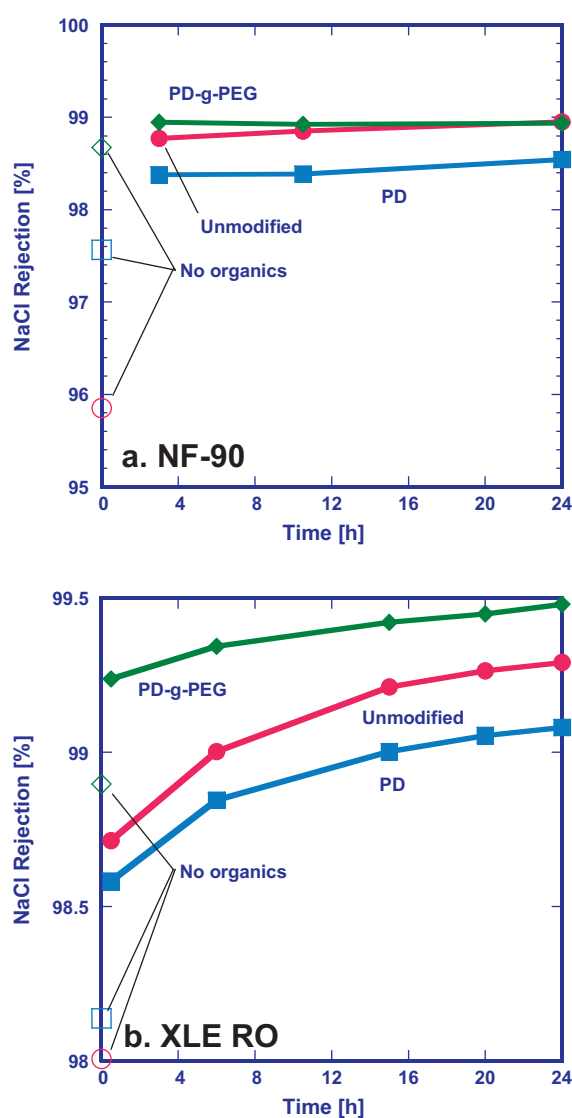 100
99
98
97
96
95
NaCl Rejection [%]
PD-g-PEG
Unmodified
PD
No organics
a. NF-90
0 4 8 12 16 20 24
Time [h]
99.5
99
98.5
98
NaCl Rejection [%]
PD-g-PEG
Unmodified
PD
No organics
b. XLE RO
0 4 8 12 16 20 24
Time [h]